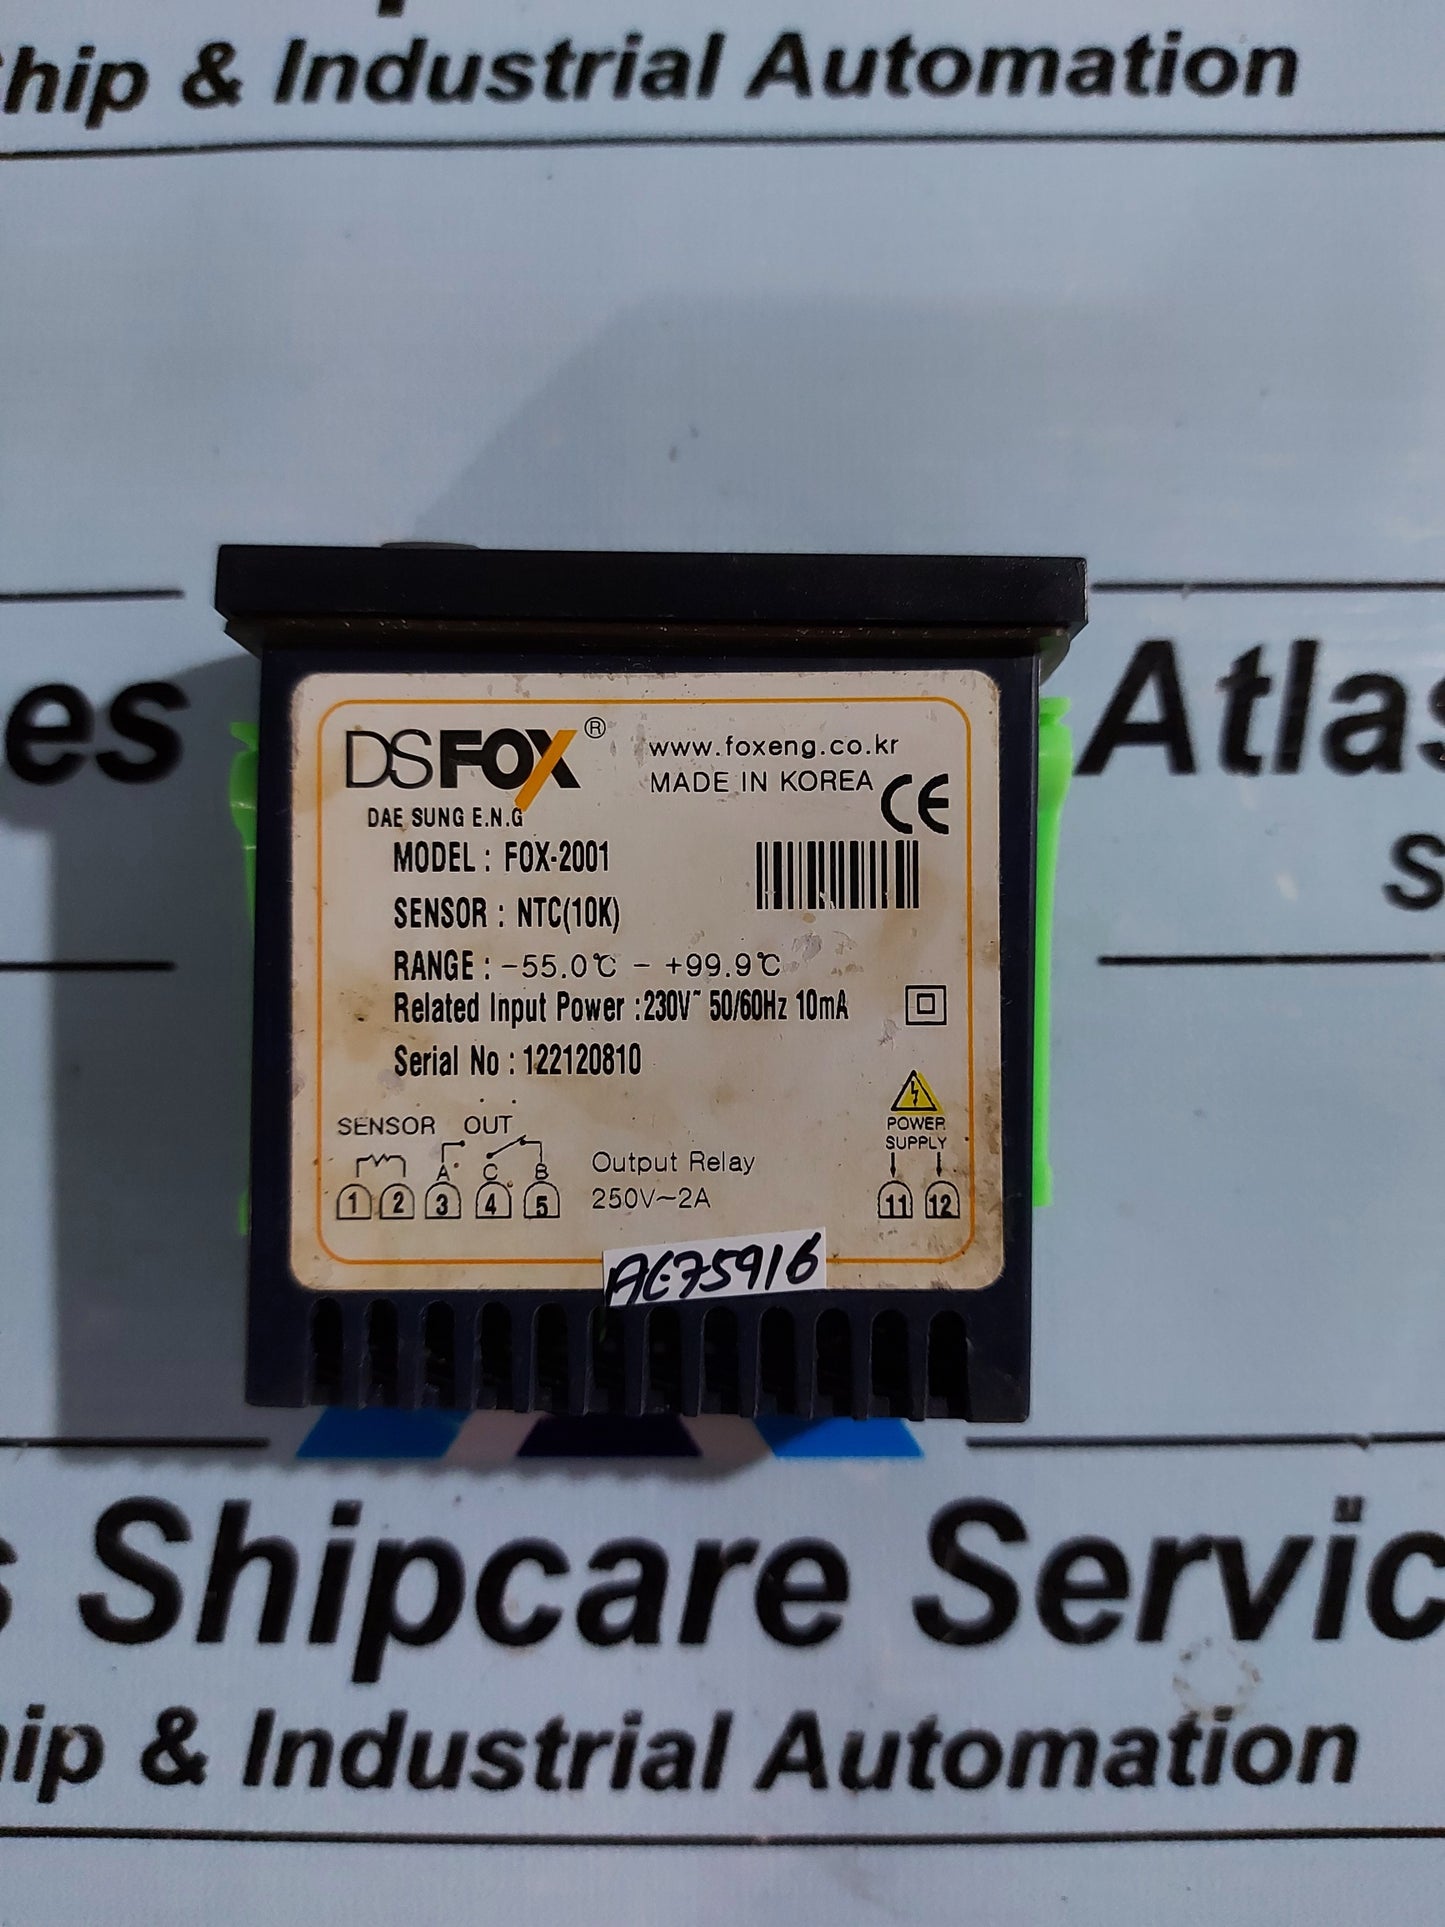 hip & Industrial Automation
es
Atlas
S
DSFOX®
DAE SUNG E.N.G
www.foxeng.co.kr
MADE IN KOREA
CE
MODEL : FOX-2001
SENSOR : NTC(10K)
RANGE : -55.0℃ - +99.9℃
Related Input Power :230V~ 50/60Hz 10mA
Serial No : 122120810
SENSOR OUT
A C B
1 2 3 4 5
Output Relay
250V~2A
POWER
SUPPLY
11 12
AE75916
s Shipcare Servic
hip & Industrial Automation